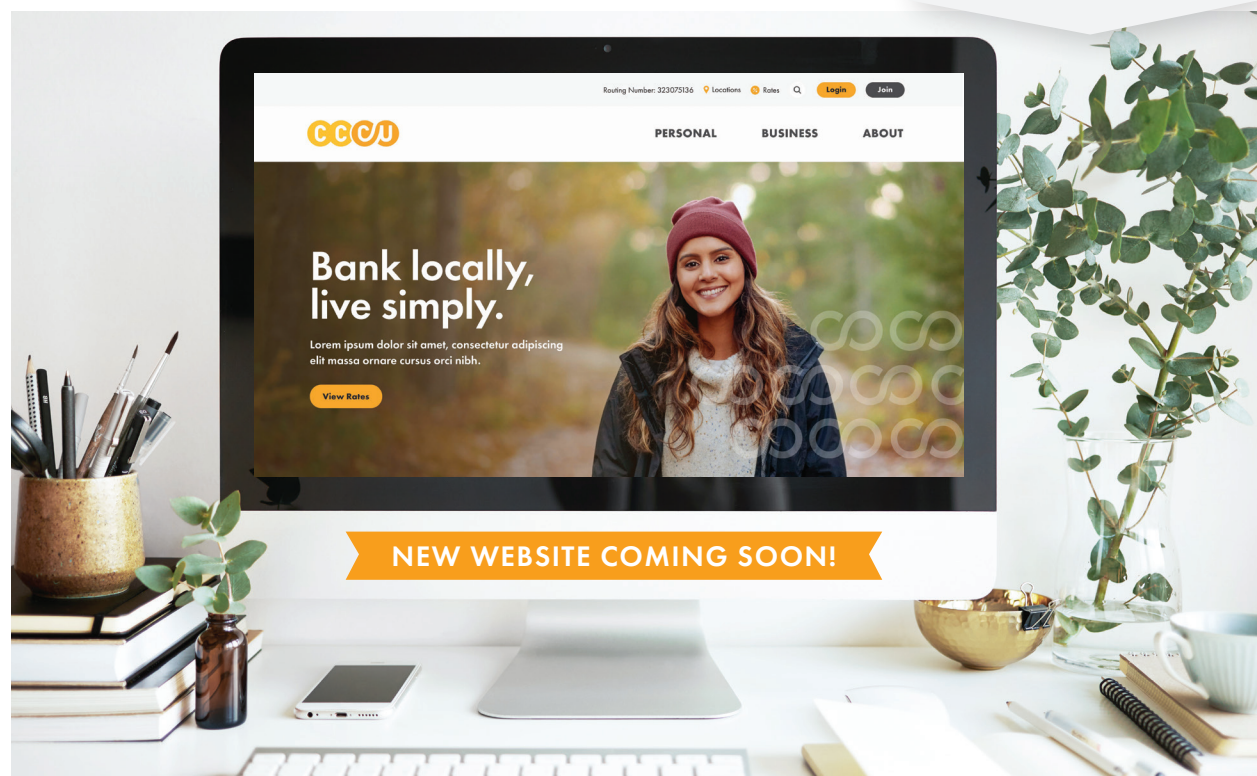 Routing Number: 323075136 Locations Rates Login Join
CCCU
PERSONAL BUSINESS ABOUT
Bank locally,
live simply.
Lorem ipsum dolor sit amet, consectetur adipiscing
elit massa ornare cursus orci nibh.
View Rates
NEW WEBSITE COMING SOON!